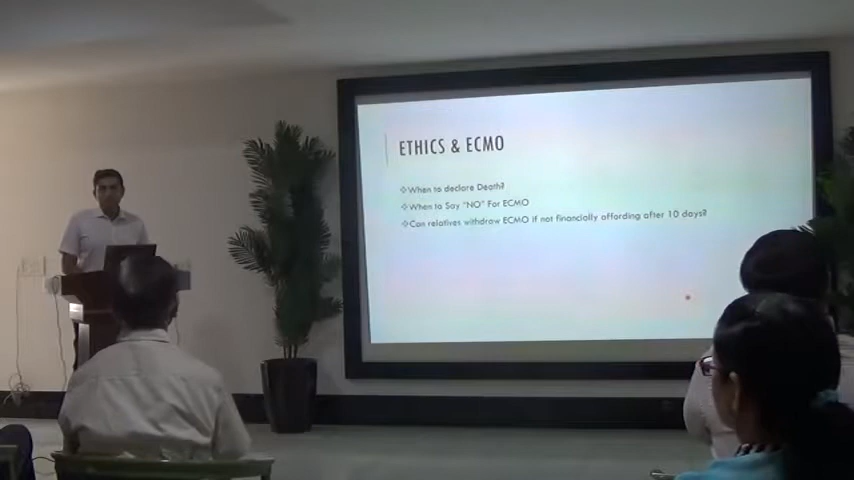 ETHICS & ECMO
❖When to declare Death?
❖When to Say "NO" For ECMO
❖Can relatives withdraw ECMO if not financially affording after 10 days?